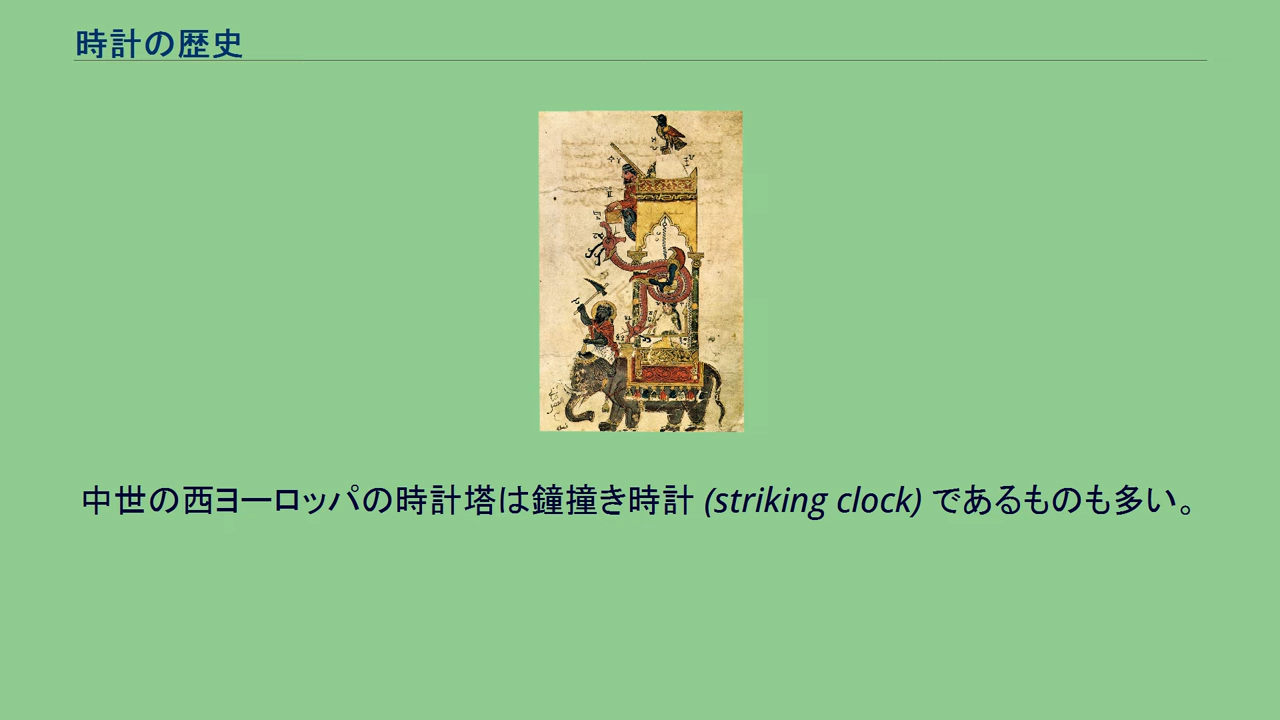 時計の歴史
中世の西ヨーロッパの時計塔は鐘撞き時計 (striking clock) であるものも多い。